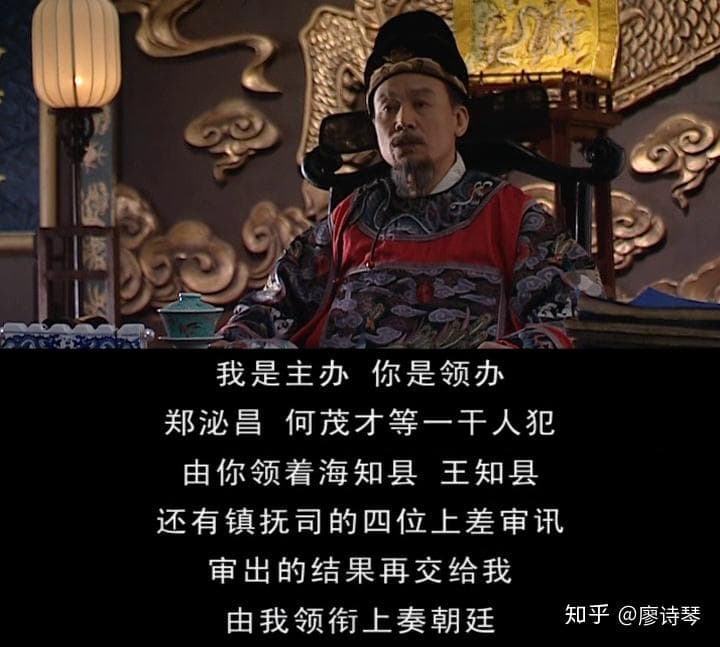 我是主办 你是领办
郑泌昌 何茂才等一干人犯
由你领着海知县 王知县
还有镇抚司的四位上差审讯
审出的结果再交给我
由我领衔上奏朝廷
知乎 @廖诗琴